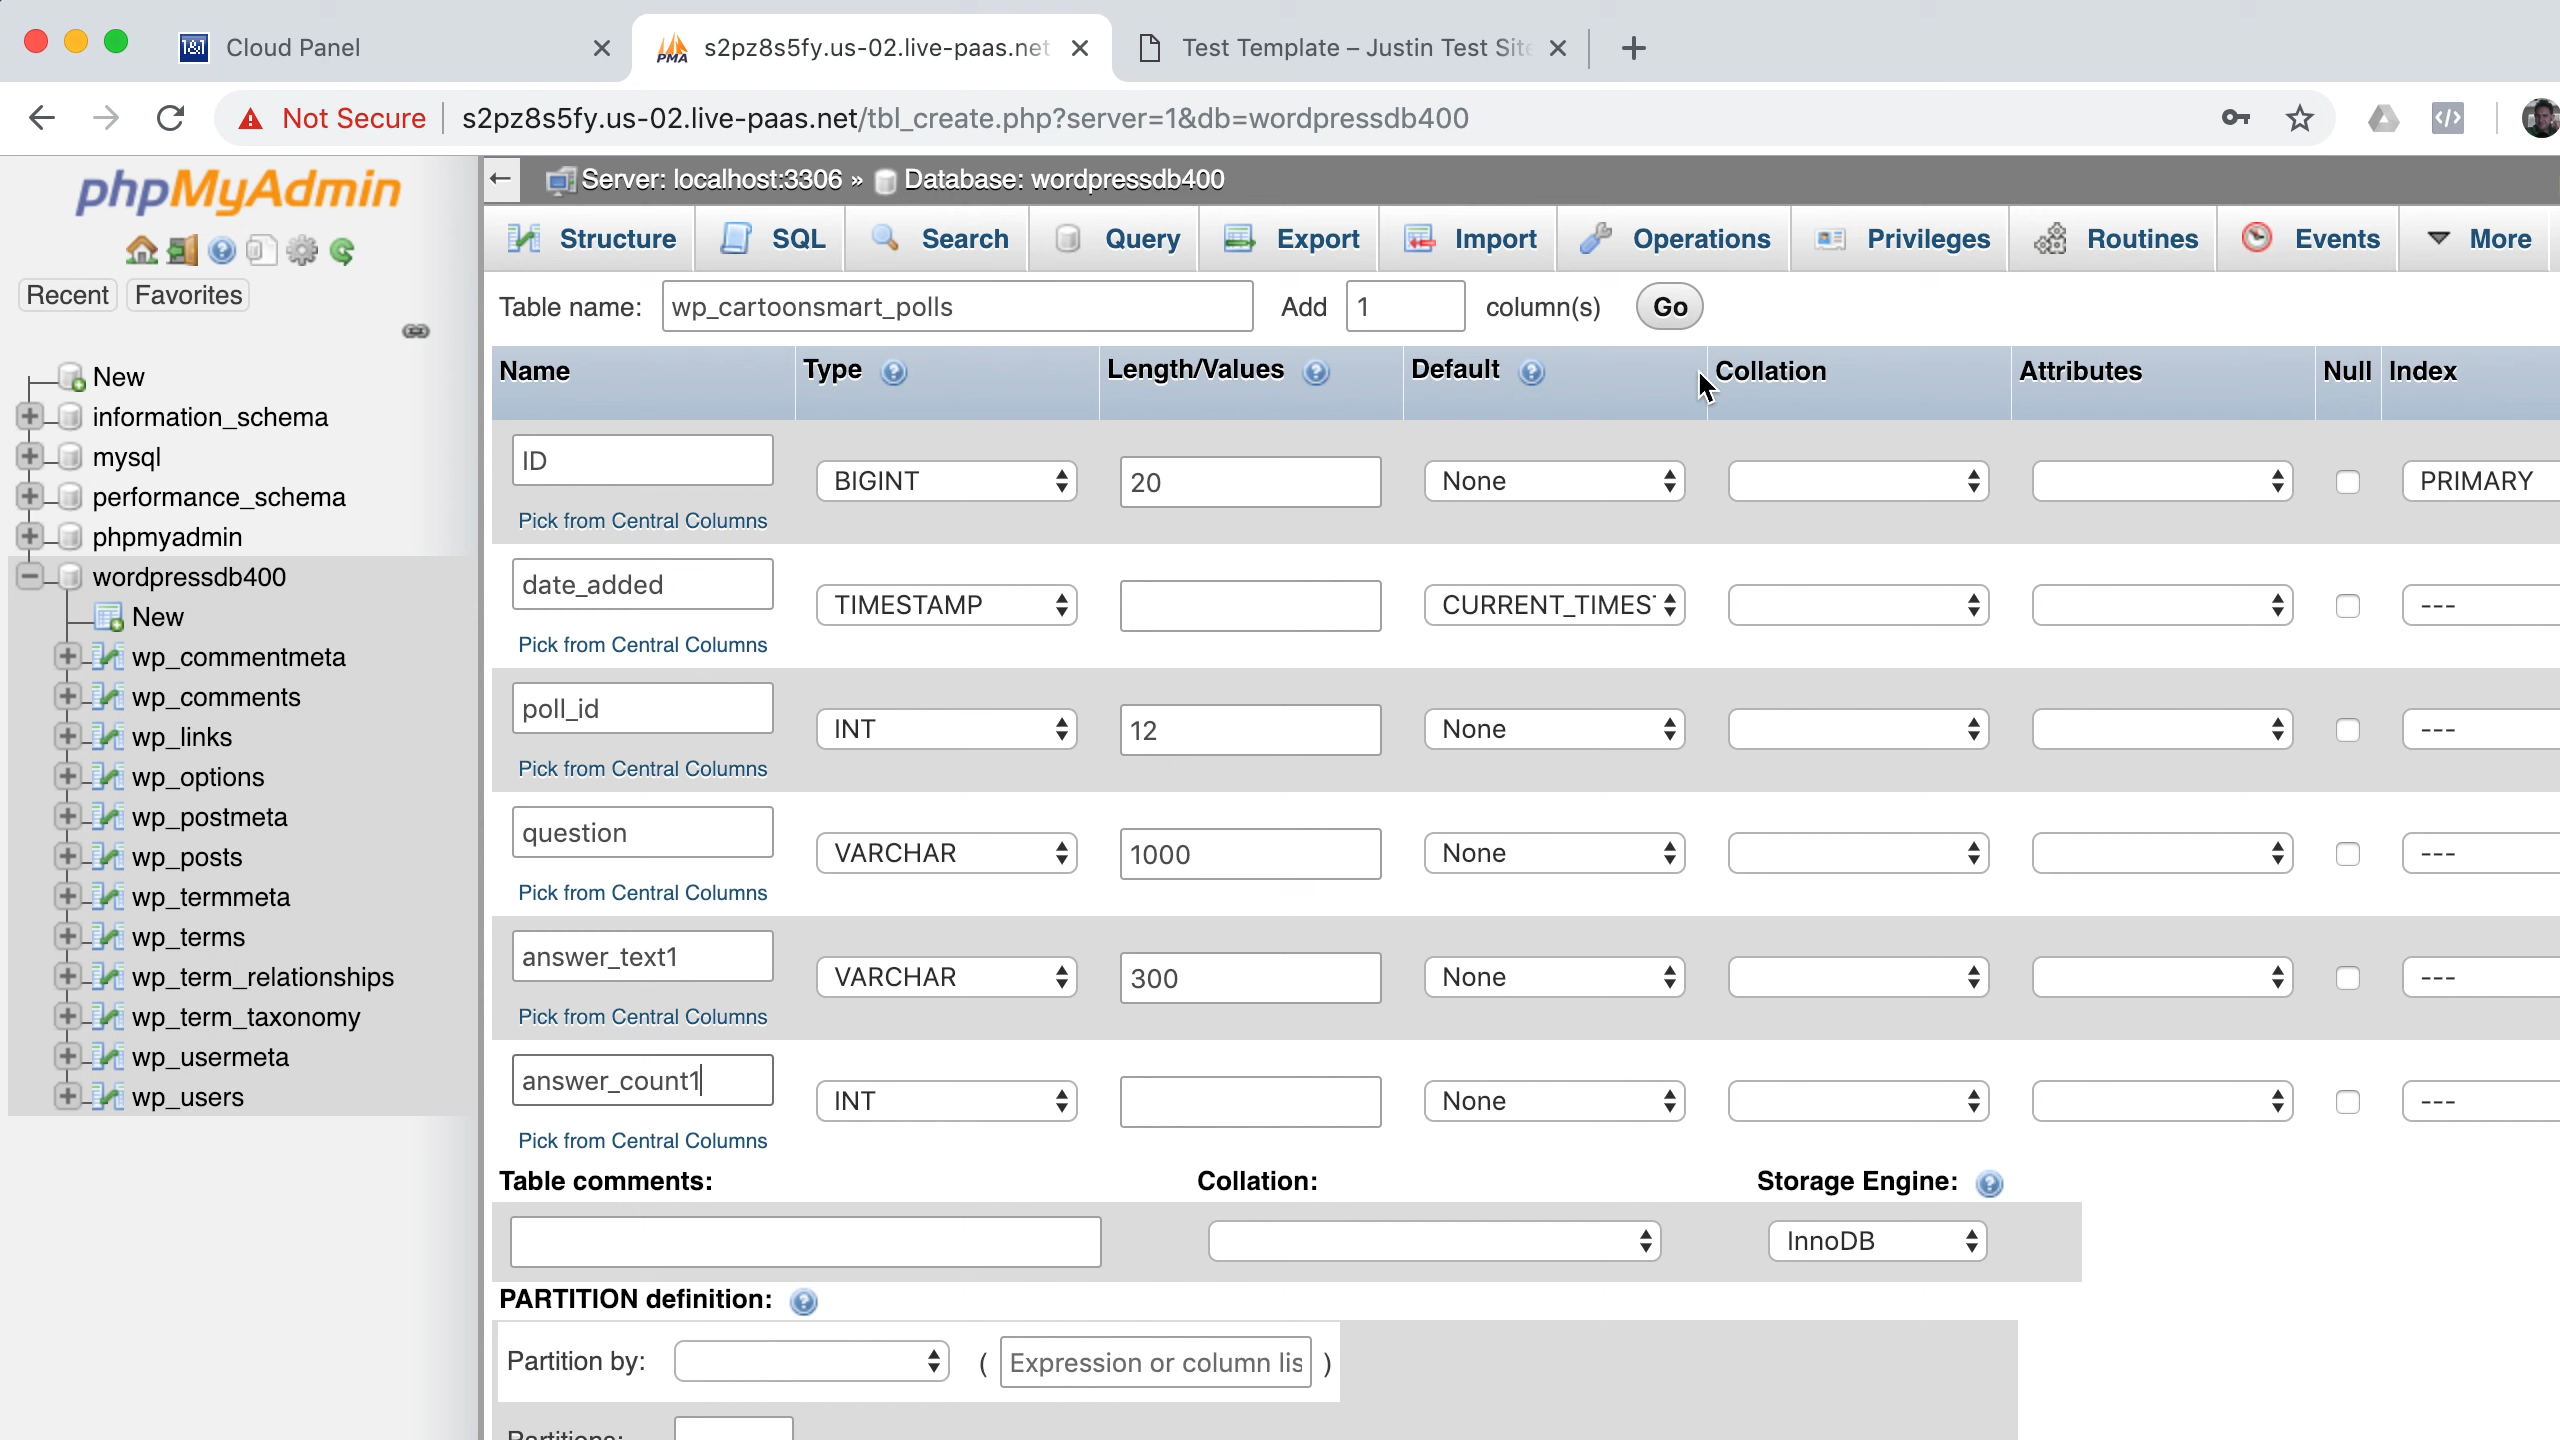 1&1 Cloud Panel
PMA s2pz8s5fy.us-02.live-paas.net
Test Template – Justin Test Site
Not Secure s2pz8s5fy.us-02.live-paas.net/tbl_create.php?server=1&db=wordpressdb400
phpMyAdmin
Recent Favorites
New
information_schema
mysql
performance_schema
phpmyadmin
wordpressdb400
New
wp_commentmeta
wp_comments
wp_links
wp_options
wp_postmeta
wp_posts
wp_termmeta
wp_terms
wp_term_relationships
wp_term_taxonomy
wp_usermeta
wp_users
Server: localhost:3306 » Database: wordpressdb400
Structure SQL Search Query Export Import Operations Privileges Routines Events More
Table name: wp_cartoonsmart_polls Add 1 column(s) Go
Name Type Length/Values Default Collation Attributes Null Index
ID BIGINT 20 None PRIMARY
Pick from Central Columns
date_added TIMESTAMP CURRENT_TIMEST ---
Pick from Central Columns
poll_id INT 12 None ---
Pick from Central Columns
question VARCHAR 1000 None ---
Pick from Central Columns
answer_text1 VARCHAR 300 None ---
Pick from Central Columns
answer_count1 INT None ---
Pick from Central Columns
Table comments: Collation: Storage Engine:
InnoDB
PARTITION definition:
Partition by: ( Expression or column lis )
Partitions: